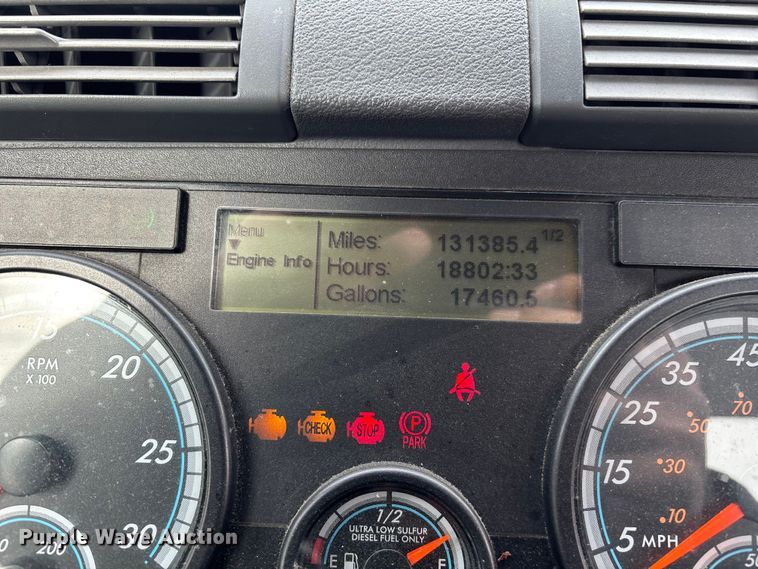 Menu
Engine Info
Miles: 131385.4
1/2
Hours: 18802:33
Gallons: 17460.5
15
RPM
X 100
20
25
30
200
CHECK
STOP
P
PARK
1/2
ULTRA LOW SULFUR
DIESEL FUEL ONLY
E
F
45
35
25
15
5 MPH
70
50
30
10
50
Purple Wave Auction